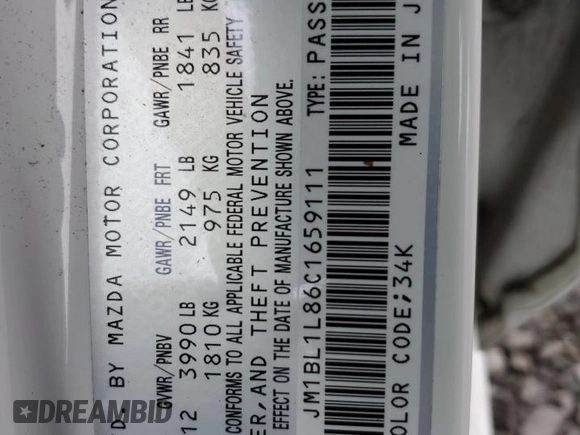 D. BY MAZDA MOTOR CORPORATION
GVWR/PNBV GAWR/PNBE FRT GAWR/PNBE RR
12 3990 LB 2149 LB 1841 LB
1810 KG 975 KG 835 KG
CONFORMS TO ALL APPLICABLE FEDERAL MOTOR VEHICLE SAFETY
ER, AND THEFT PREVENTION
EFFECT ON THE DATE OF MANUFACTURE SHOWN ABOVE.
JM1BL1L86C1659111 TYPE: PASS
OLOR CODE;34K MADE IN J
DREAMBID